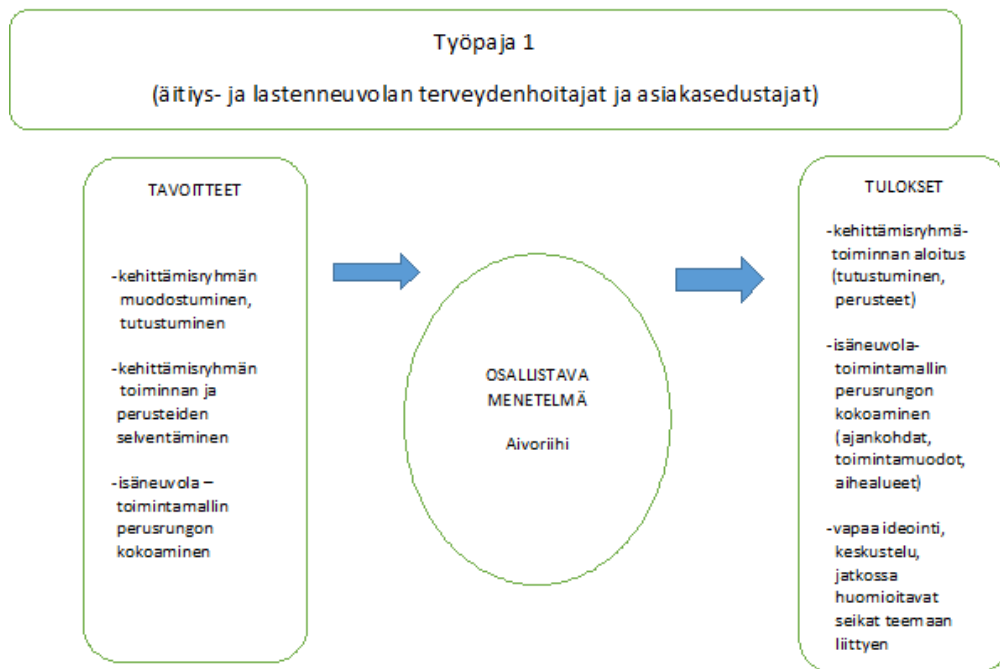 Työpaja 1
(äitiys- ja lastenneuvolan terveydenhoitajat ja asiakasedustajat)
TAVOITTEET
-kehittämisryhmän
muodostuminen,
tutustuminen
-kehittämisryhmän
toiminnan ja
perusteiden
selventäminen
-isäneuvola –
toimintamallin
perusrungon
kokoaminen
OSALLISTAVA
MENETELMÄ
Aivoriihi
TULOKSET
-kehittämisryhmä-
toiminnan aloitus
(tutustuminen,
perusteet)
-isäneuvola-
toimintamallin
perusrungon
kokoaminen
(ajankohdat,
toimintamuodot,
aihealueet)
-vapaa ideointi,
keskustelu,
jatkossa
huomioitavat
seikat teemaan
liittyen